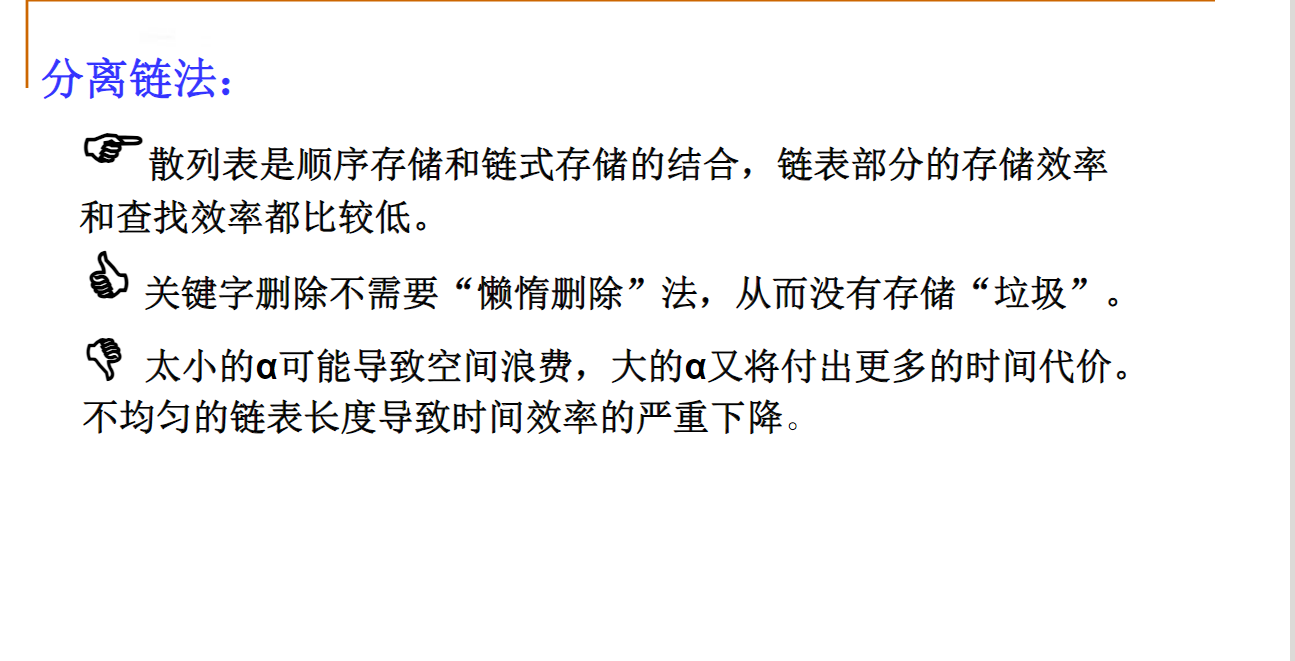 分离链法：
散列表是顺序存储和链式存储的结合，链表部分的存储效率
和查找效率都比较低。
关键字删除不需要“懒惰删除”法，从而没有存储“垃圾”。
太小的α可能导致空间浪费，大的α又将付出更多的时间代价。
不均匀的链表长度导致时间效率的严重下降。